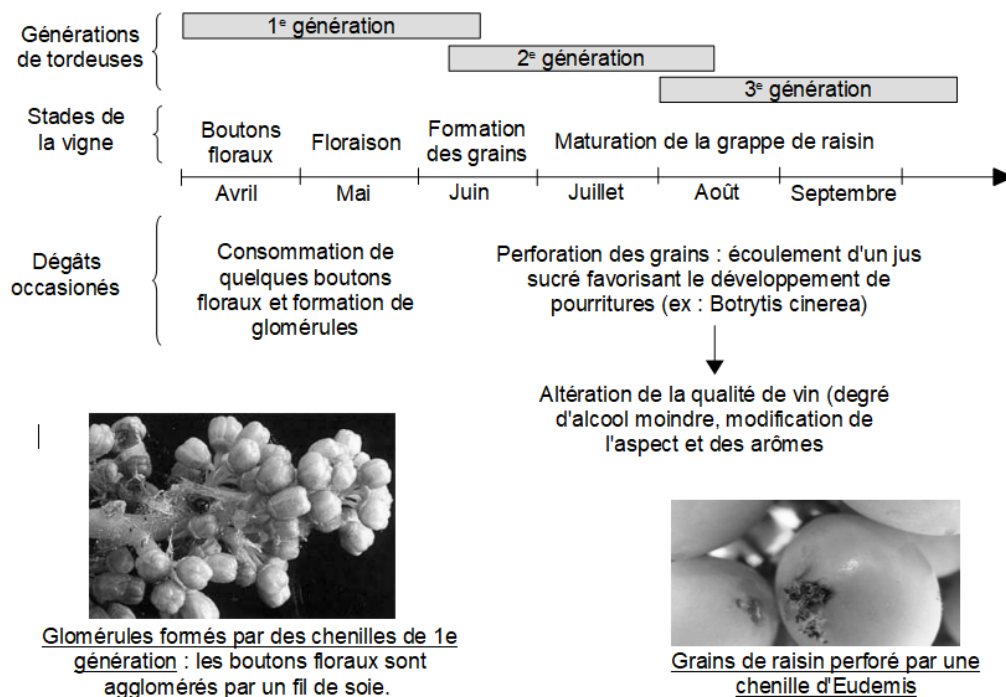 Générations
de tordeuses
1e génération
2e génération
3e génération
Stades de
la vigne
Boutons
floraux
Floraison
Formation
des grains
Maturation de la grappe de raisin
Avril
Mai
Juin
Juillet
Août
Septembre
Dégâts
occasionés
Consommation de
quelques boutons
floraux et formation de
glomérules
Perforation des grains : écoulement d'un jus
sucré favorisant le développement de
pourritures (ex : Botrytis cinerea)
Altération de la qualité de vin (degré
d'alcool moindre, modification de
l'aspect et des arômes
Glomérules formés par des chenilles de 1e
génération : les boutons floraux sont
agglomérés par un fil de soie.
Grains de raisin perforé par une
chenille d'Eudemis